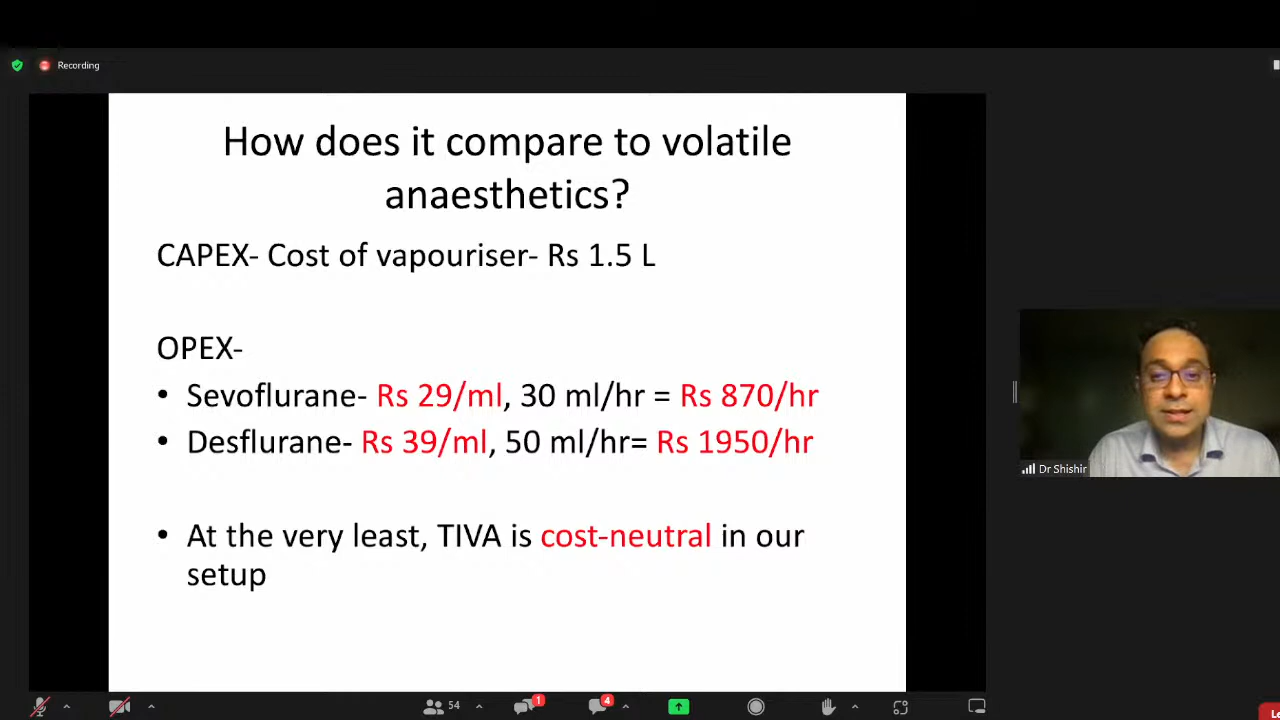 Recording
How does it compare to volatile
anaesthetics?
CAPEX- Cost of vapouriser- Rs 1.5 L
OPEX-
• Sevoflurane- Rs 29/ml, 30 ml/hr = Rs 870/hr
• Desflurane- Rs 39/ml, 50 ml/hr= Rs 1950/hr
• At the very least, TIVA is cost-neutral in our
setup
Dr Shishir
54
1
4